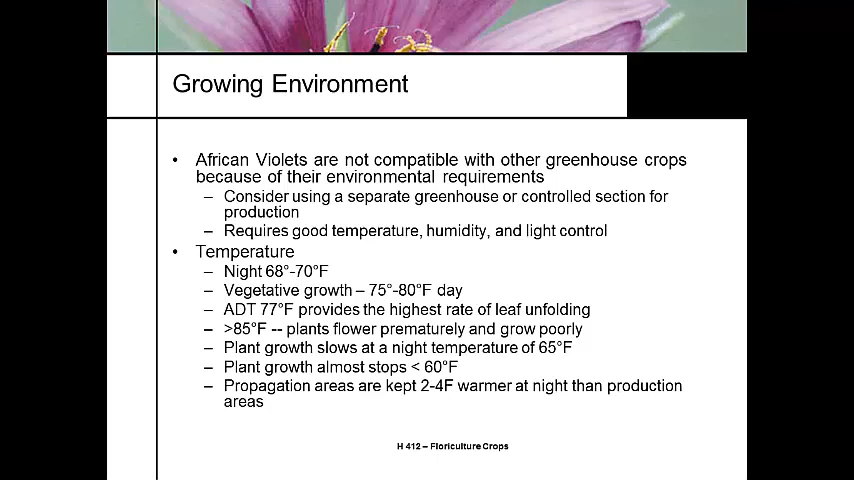 Growing Environment
• African Violets are not compatible with other greenhouse crops
because of their environmental requirements
– Consider using a separate greenhouse or controlled section for
production
– Requires good temperature, humidity, and light control
• Temperature
– Night 68°-70°F
– Vegetative growth – 75°-80°F day
– ADT 77°F provides the highest rate of leaf unfolding
– >85°F -- plants flower prematurely and grow poorly
– Plant growth slows at a night temperature of 65°F
– Plant growth almost stops < 60°F
– Propagation areas are kept 2-4F warmer at night than production
areas
H 412 – Floriculture Crops